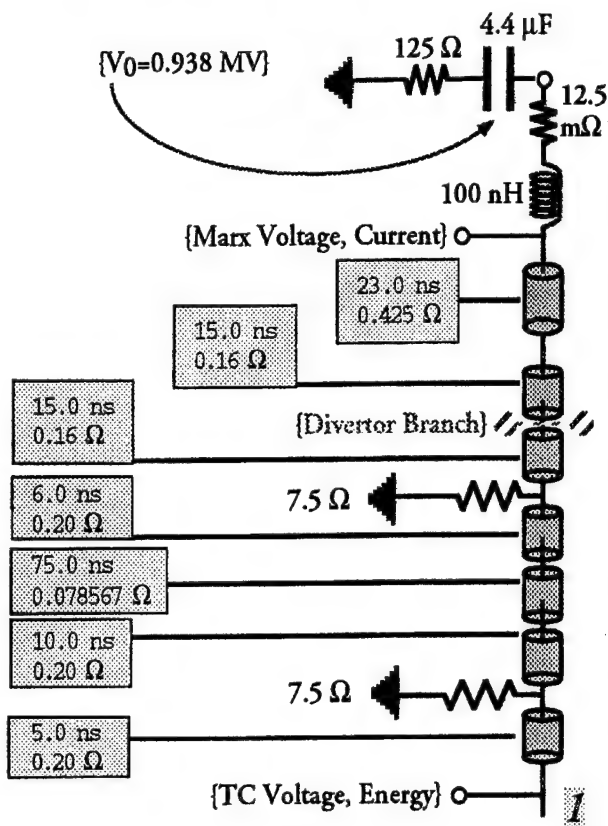 4.4 µF
125 Ω
{V0=0.938 MV}
12.5
mΩ
100 nH
{Marx Voltage, Current}
23.0 ns
0.425 Ω
15.0 ns
0.16 Ω
15.0 ns
0.16 Ω
{Divertor Branch}
7.5 Ω
6.0 ns
0.20 Ω
75.0 ns
0.078567 Ω
10.0 ns
0.20 Ω
7.5 Ω
5.0 ns
0.20 Ω
{TC Voltage, Energy}
1